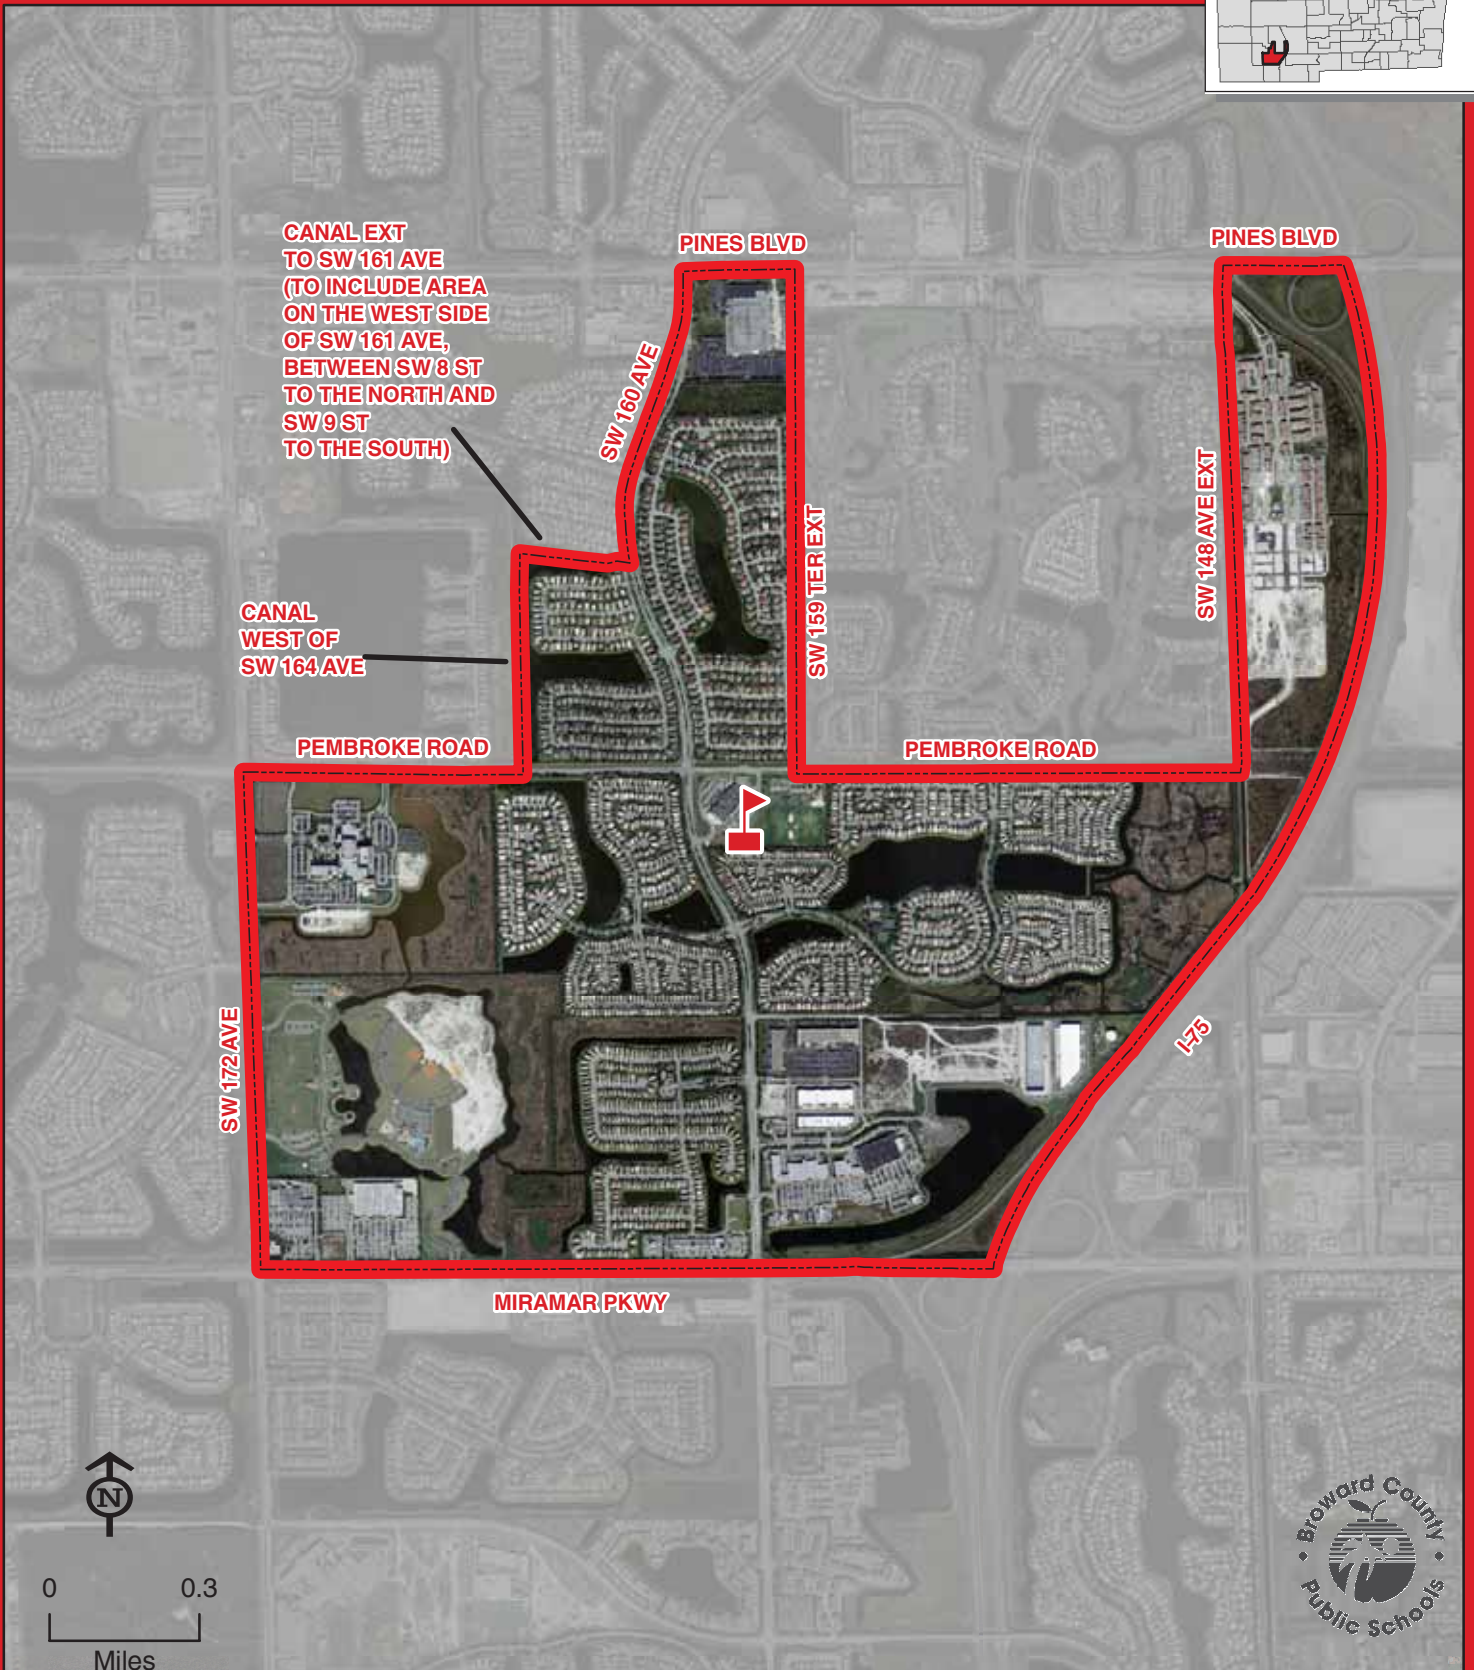 PINES BLVD
PINES BLVD
CANAL EXT
TO SW 161 AVE
(TO INCLUDE AREA
ON THE WEST SIDE
OF SW 161 AVE,
BETWEEN SW 8 ST
TO THE NORTH AND
SW 9 ST
TO THE SOUTH)
SW 160 AVE
SW 159 TER EXT
SW 148 AVE EXT
CANAL
WEST OF
SW 164 AVE
PEMBROKE ROAD
PEMBROKE ROAD
SW 172 AVE
I-75
MIRAMAR PKWY
N
0 0.3
Miles
Broward County
Public Schools